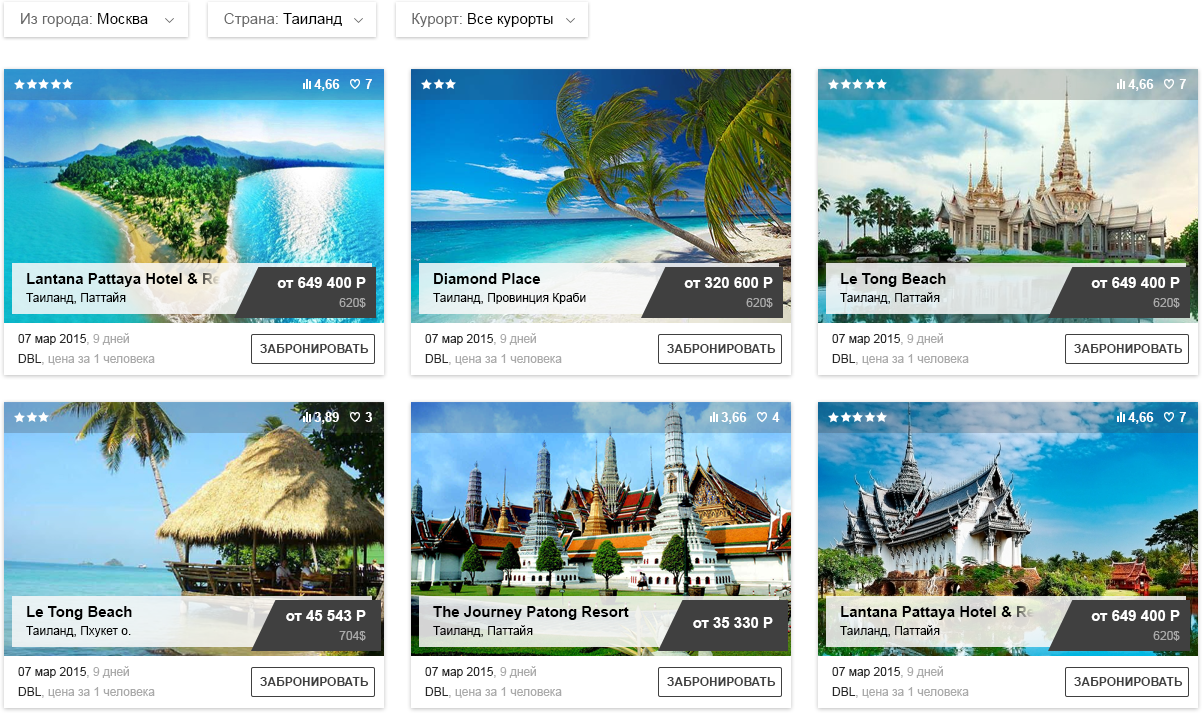 Из города: Москва
Страна: Таиланд
Курорт: Все курорты
4,66 7
Lantana Pattaya Hotel & Re
Таиланд, Паттайя
от 649 400 Р
620$
07 мар 2015, 9 дней
DBL, цена за 1 человека
ЗАБРОНИРОВАТЬ
Diamond Place
Таиланд, Провинция Краби
от 320 600 Р
620$
07 мар 2015, 9 дней
DBL, цена за 1 человека
ЗАБРОНИРОВАТЬ
4,66 7
Le Tong Beach
Таиланд, Паттайя
от 649 400 Р
620$
07 мар 2015, 9 дней
DBL, цена за 1 человека
ЗАБРОНИРОВАТЬ
3,89 3
Le Tong Beach
Таиланд, Пхукет о.
от 45 543 Р
704$
07 мар 2015, 9 дней
DBL, цена за 1 человека
ЗАБРОНИРОВАТЬ
3,66 4
The Journey Patong Resort
Таиланд, Паттайя
от 35 330 Р
07 мар 2015, 9 дней
DBL, цена за 1 человека
ЗАБРОНИРОВАТЬ
4,66 7
Lantana Pattaya Hotel & Re
Таиланд, Паттайя
от 649 400 Р
620$
07 мар 2015, 9 дней
DBL, цена за 1 человека
ЗАБРОНИРОВАТЬ